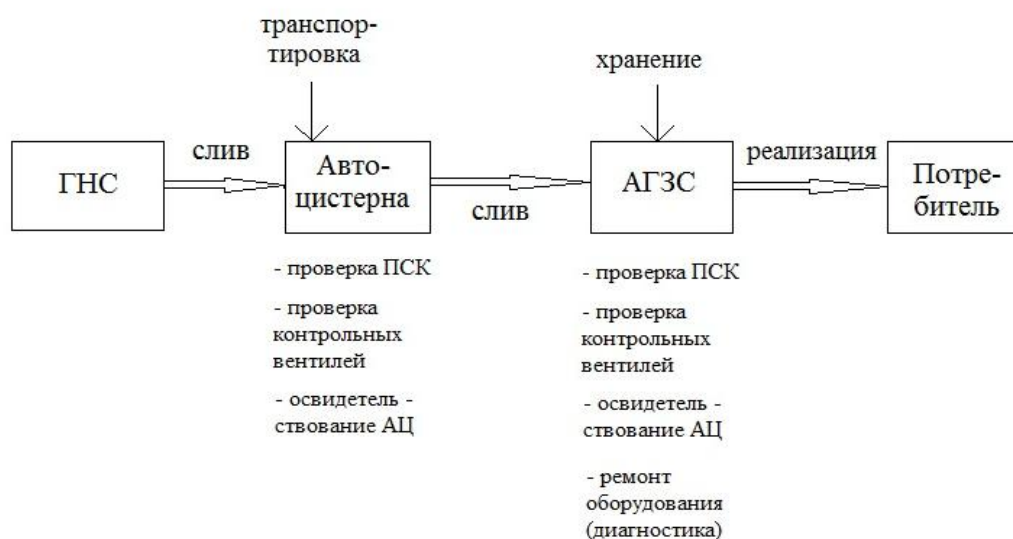 транспор-
тировка
хранение
ГНС
слив
Авто-
цистерна
слив
АГЗС
реализация
Потре-
битель
- проверка ПСК
- проверка
контрольных
вентилей
- освидетель -
ствование АЦ
- проверка ПСК
- проверка
контрольных
вентилей
- освидетель -
ствование АЦ
- ремонт
оборудования
(диагностика)